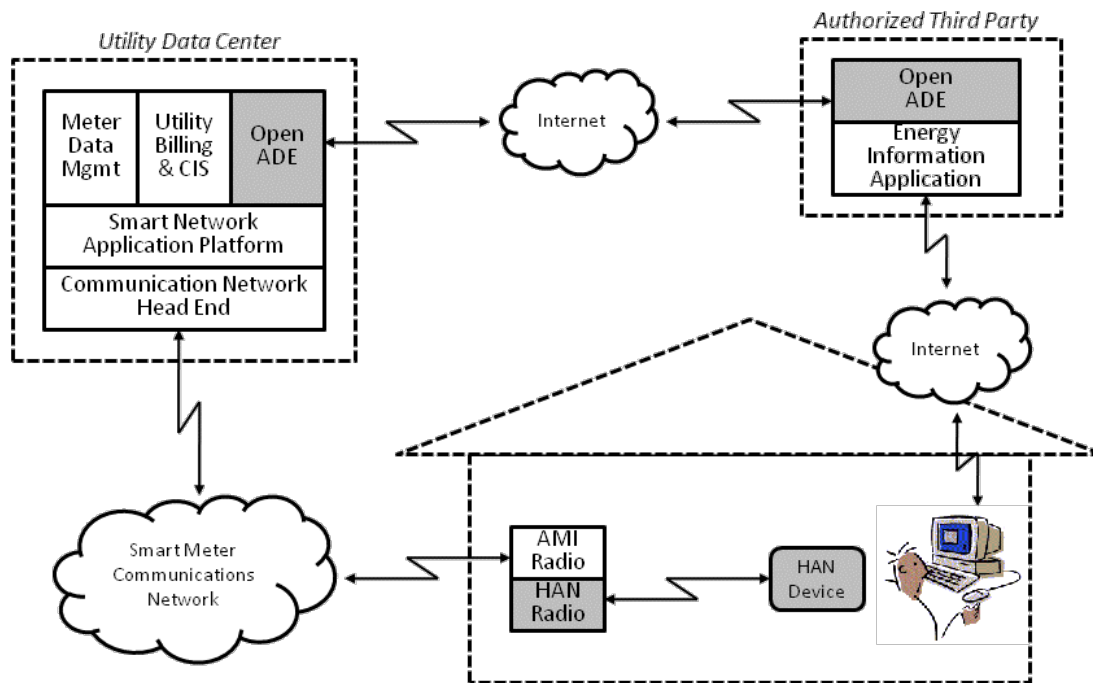 Utility Data Center
Authorized Third Party
Meter
Data
Mgmt
Utility
Billing
& CIS
Open
ADE
Smart Network
Application Platform
Communication Network
Head End
Internet
Open
ADE
Energy
Information
Application
Internet
Smart Meter
Communications
Network
AMI
Radio
HAN
Radio
HAN
Device